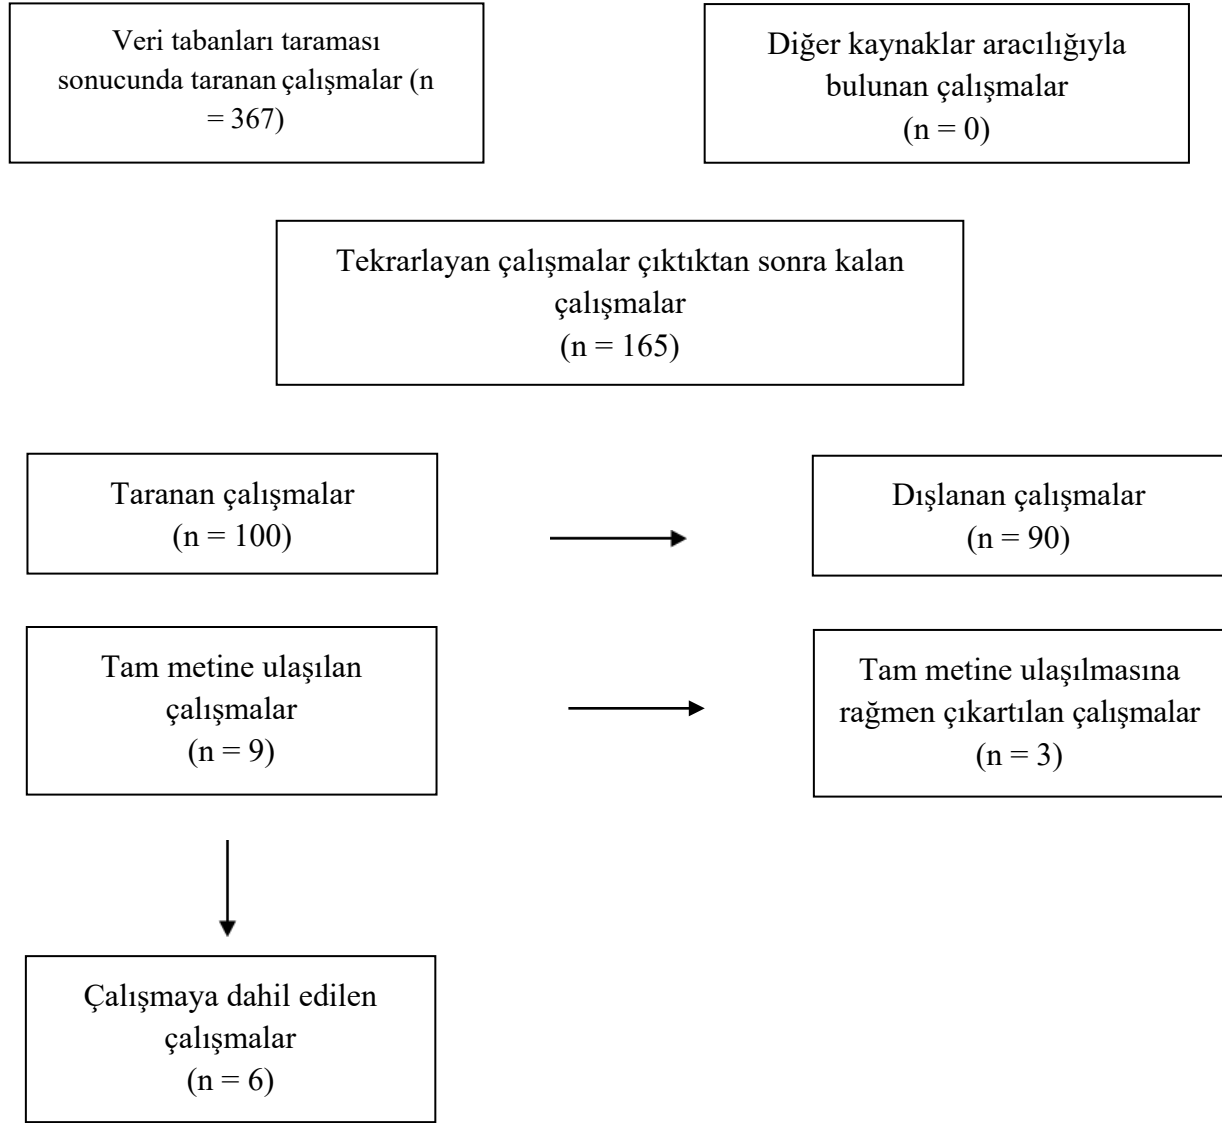 Veri tabanları taraması
sonucunda taranan çalışmalar (n
= 367)
Diğer kaynaklar aracılığıyla
bulunan çalışmalar
(n = 0)
Tekrarlayan çalışmalar çıktıktan sonra kalan
çalışmalar
(n = 165)
Taranan çalışmalar
(n = 100)
Dışlanan çalışmalar
(n = 90)
Tam metine ulaşılan
çalışmalar
(n = 9)
Tam metine ulaşılmasına
rağmen çıkartılan çalışmalar
(n = 3)
Çalışmaya dahil edilen
çalışmalar
(n = 6)